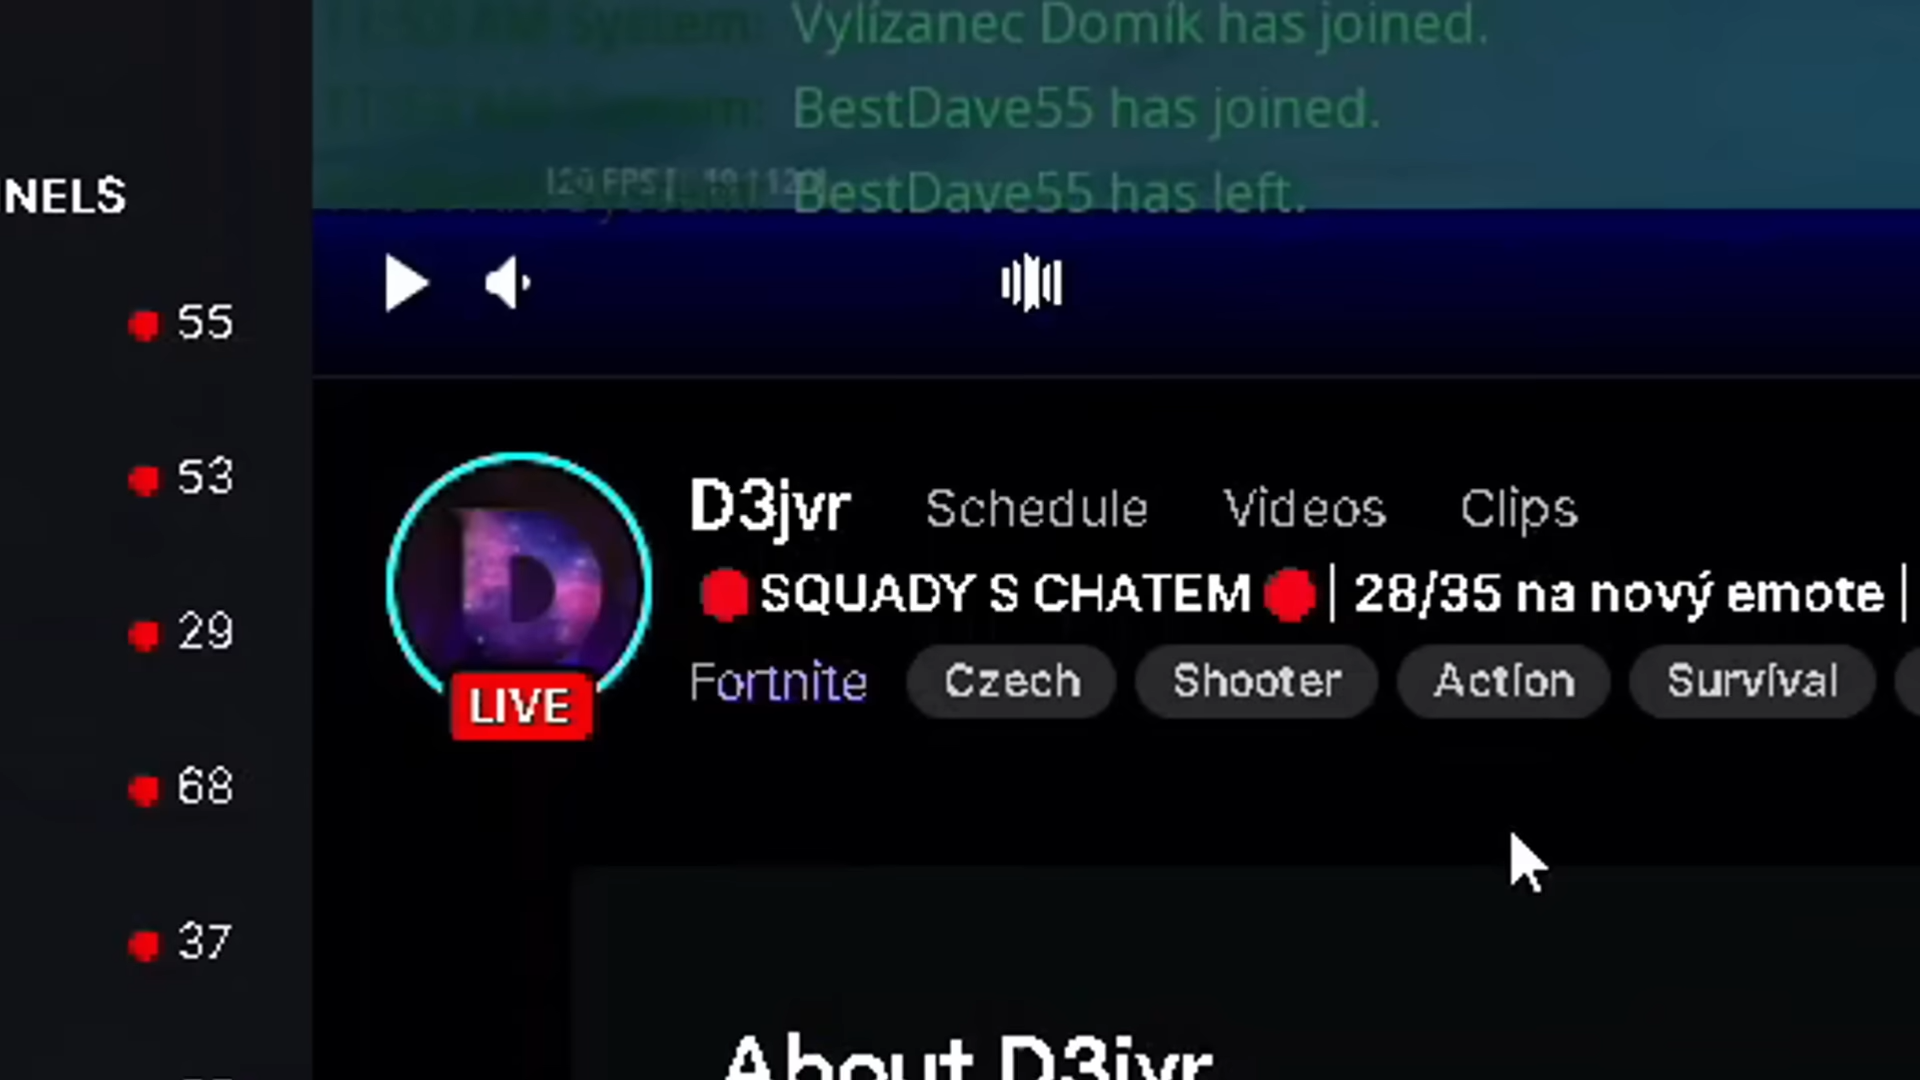 Vylízanec Domík has joined.
BestDave55 has joined.
BestDave55 has left.
NELS
55
53
29
68
37
D3jvr Schedule Videos Clips
🔴SQUADY S CHATEM🔴| 28/35 na nový emote |
Fortnite Czech Shooter Action Survival
LIVE
About D3jvr